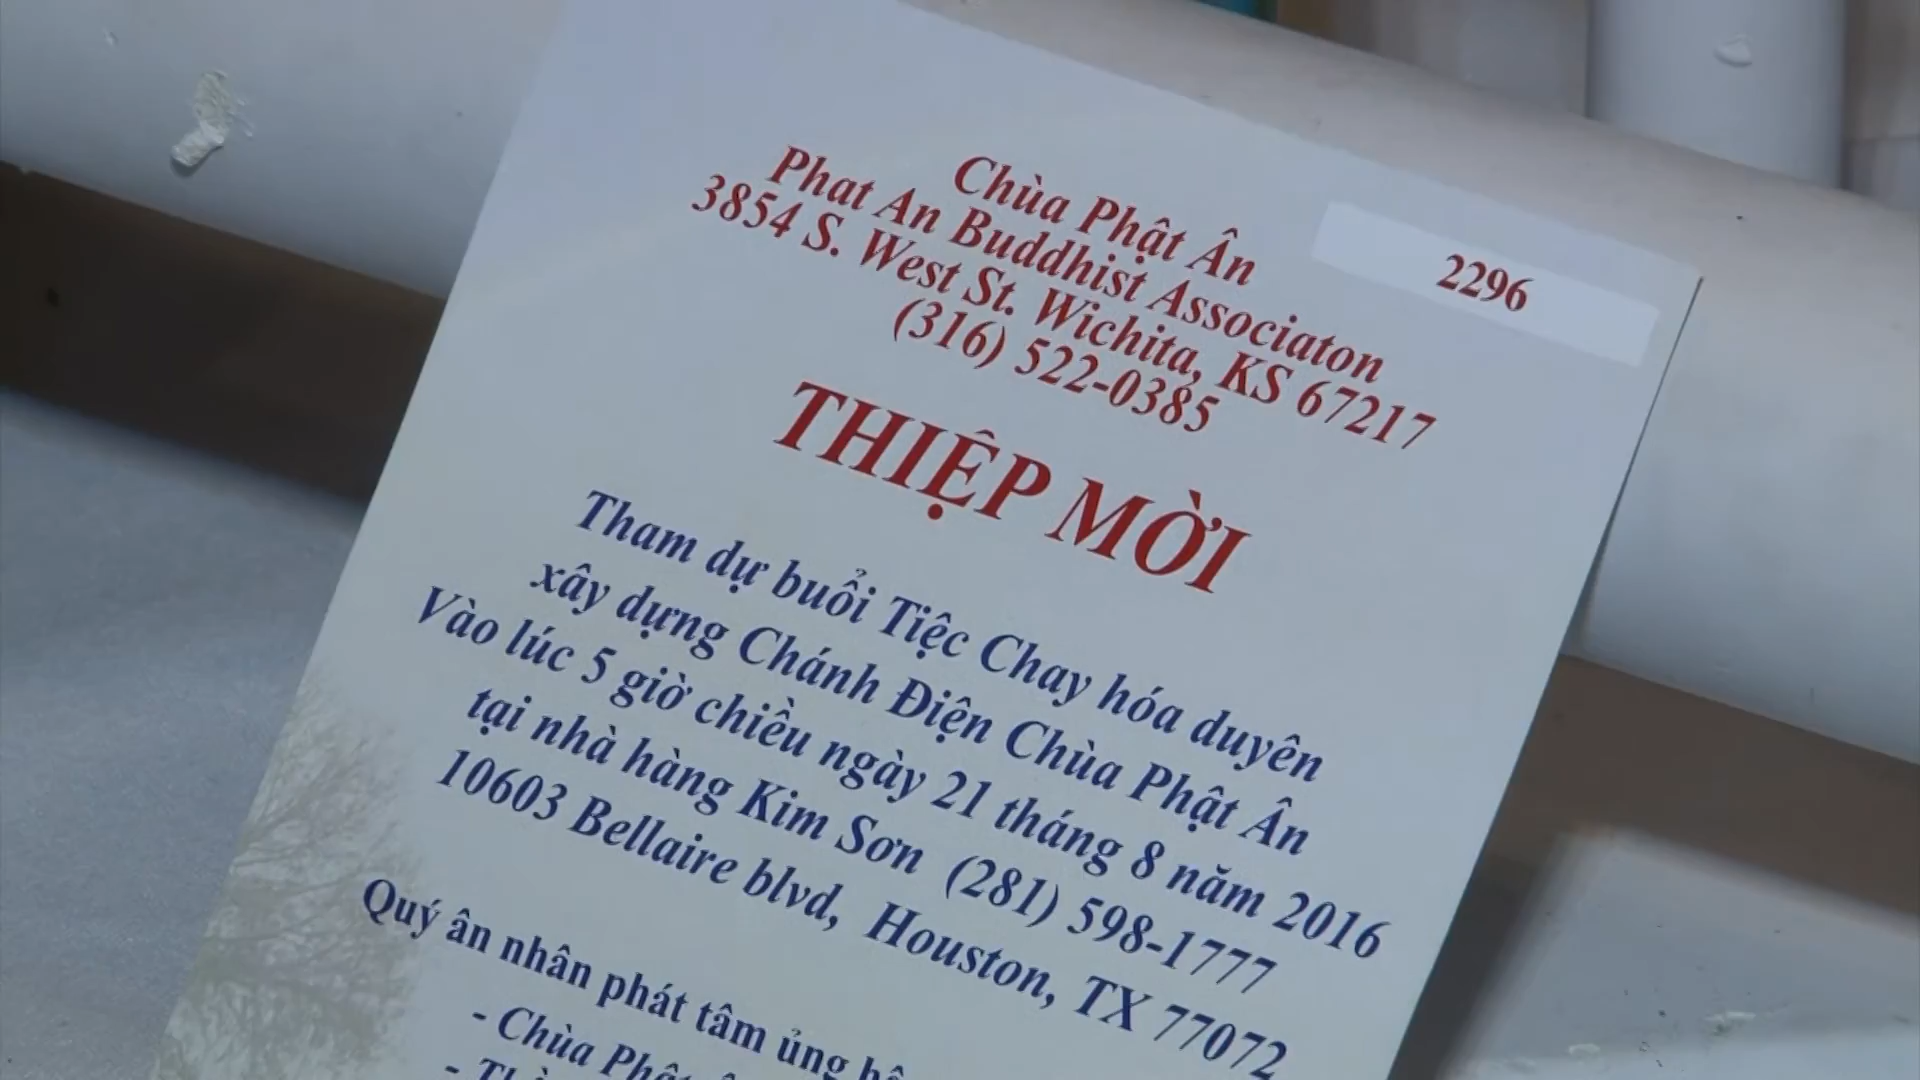 Chùa Phật Ân
2296
Phat An Buddhist Associaton
3854 S. West St. Wichita, KS 67217
(316) 522-0385
THIỆP MỜI
Tham dự buổi Tiệc Chay hóa duyên
xây dựng Chánh Điện Chùa Phật Ân
Vào lúc 5 giờ chiều ngày 21 tháng 8 năm 2016
tại nhà hàng Kim Sơn (281) 598-1777
10603 Bellaire blvd, Houston, TX 77072
Quý ân nhân phát tâm ủng hộ
- Chùa Phật